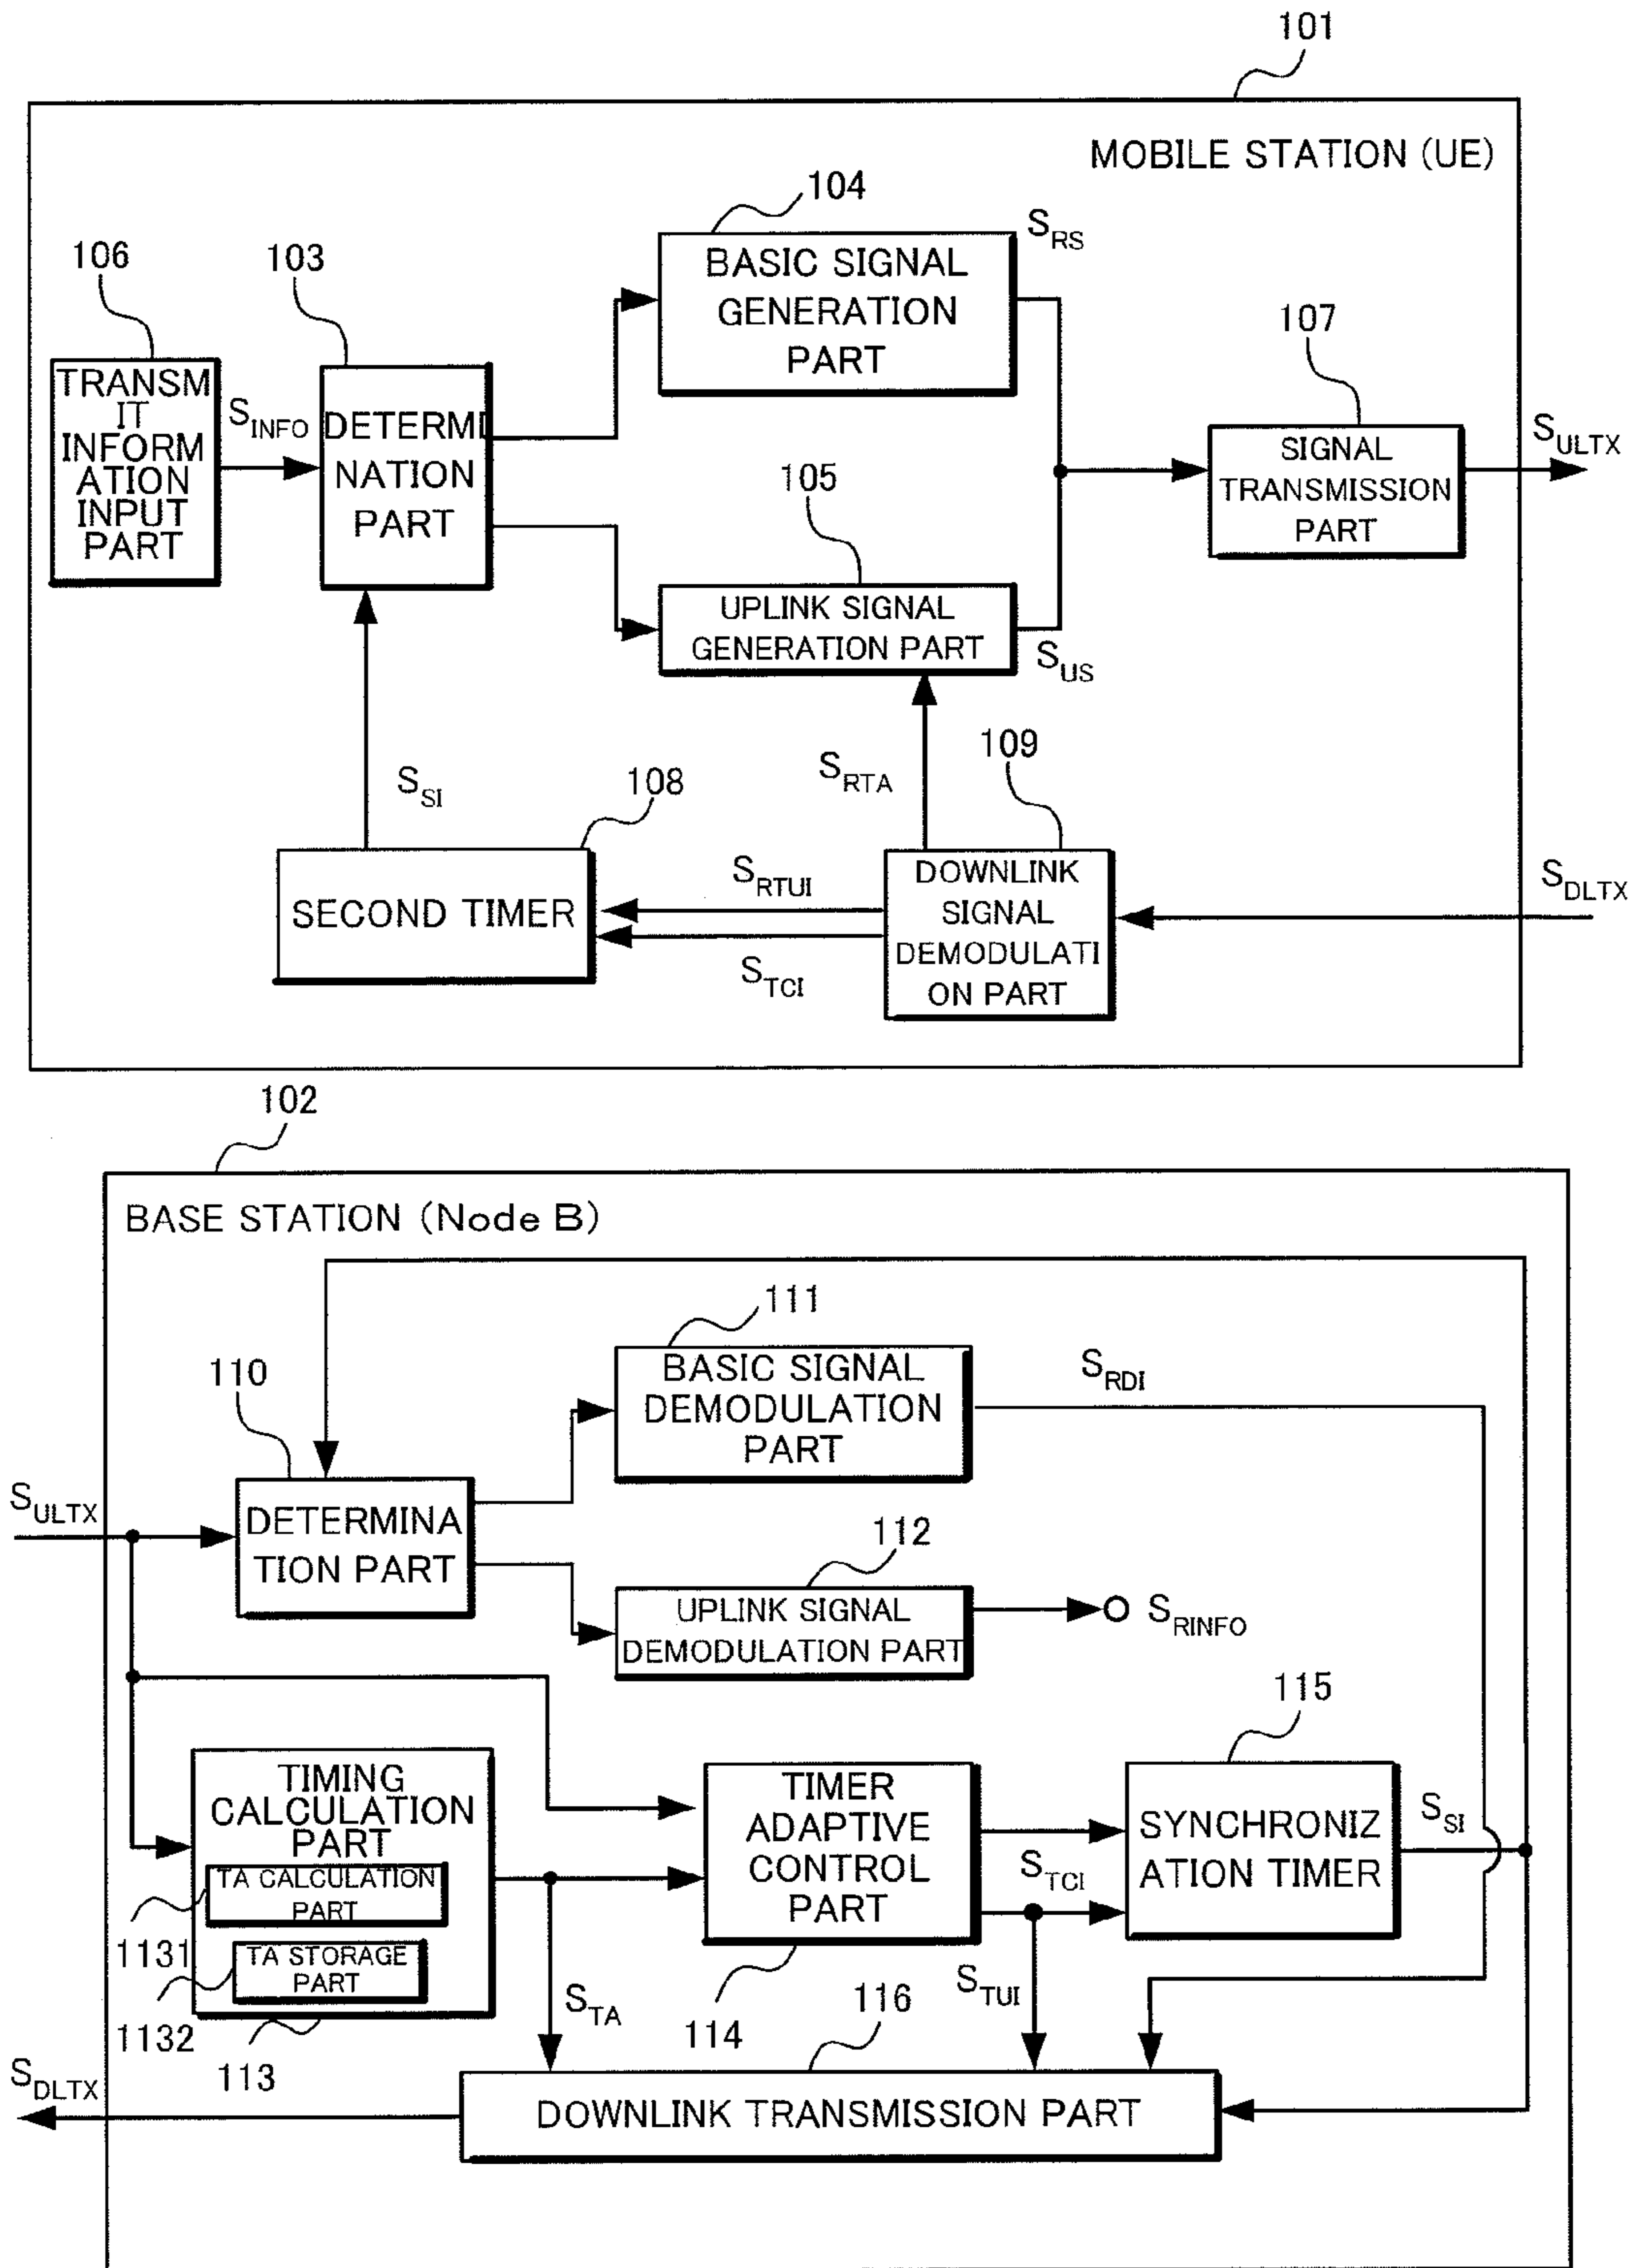 101
MOBILE STATION (UE)
104
S_RS
106
103
BASIC SIGNAL
GENERATION
PART
107
TRANSM
IT
INFORM
ATION
INPUT
PART
S_INFO
DETERMI
NATION
PART
105
SIGNAL
TRANSMISSION
PART
S_ULTX
UPLINK SIGNAL
GENERATION PART
S_US
109
S_SI
108
S_RTA
SECOND TIMER
S_RTUI
S_TCI
DOWNLINK
SIGNAL
DEMODULATI
ON PART
S_DLTX
102
BASE STATION (Node B)
111
110
BASIC SIGNAL
DEMODULATION
PART
S_RDI
S_ULTX
DETERMINA
TION PART
112
UPLINK SIGNAL
DEMODULATION PART
S_RINFO
115
TIMING
CALCULATION
PART
TA CALCULATION
PART
TA STORAGE
PART
TIMER
ADAPTIVE
CONTROL
PART
S_TCI
SYNCHRONIZ
ATION TIMER
S_SI
1131
1132
113
S_TA
114
116
S_TUI
S_DLTX
DOWNLINK TRANSMISSION PART